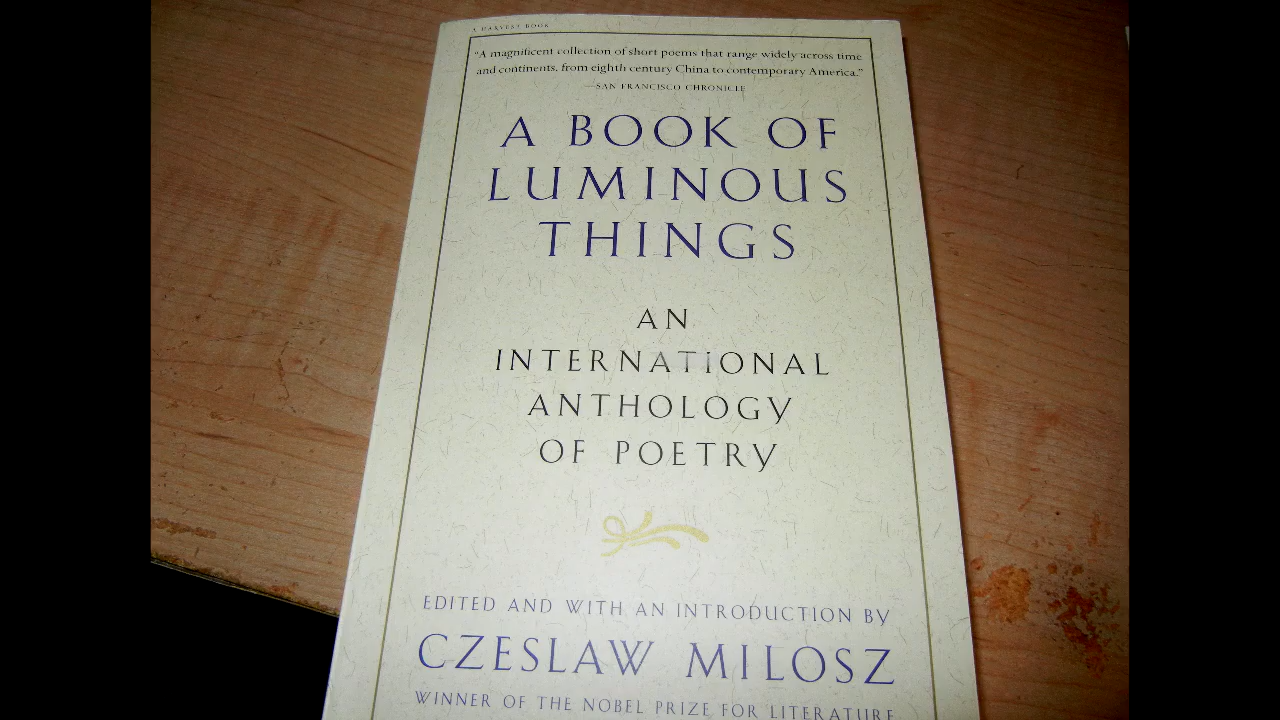 A HARVEST BOOK
"A magnificent collection of short poems that range widely across time
and continents, from eighth century China to contemporary America."
—SAN FRANCISCO CHRONICLE
A BOOK OF
LUMINOUS
THINGS
AN
INTERNATIONAL
ANTHOLOGY
OF POETRY
EDITED AND WITH AN INTRODUCTION BY
CZESLAW MILOSZ
WINNER OF THE NOBEL PRIZE FOR LITERATURE